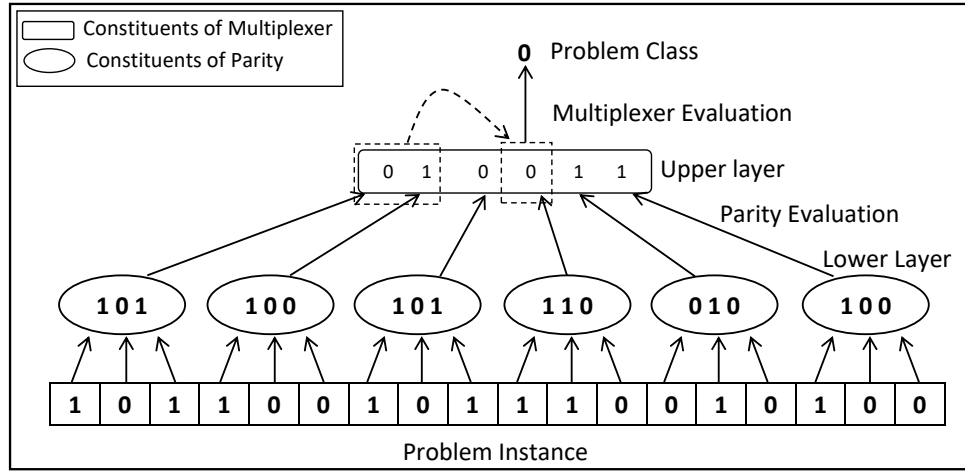 Constituents of Multiplexer
Constituents of Parity
0 Problem Class
Multiplexer Evaluation
0 1 0 0 1 1 Upper layer
Parity Evaluation
Lower Layer
1 0 1 1 0 0 1 0 1 1 1 0 0 1 0 1 0 0
1 0 1 1 0 0 1 0 1 1 1 0 0 1 0 1 0 0
Problem Instance